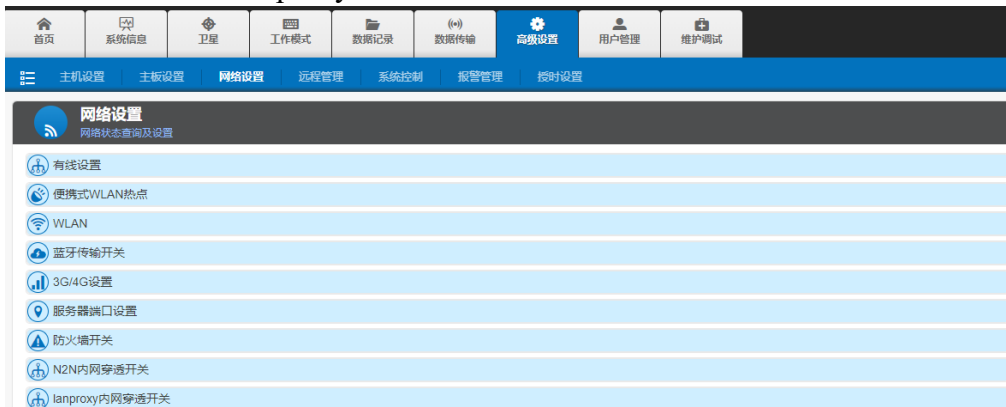 首页 系统信息 卫星 工作模式 数据记录 数据传输 高级设置 用户管理 维护调试
主机设置 主板设置 网络设置 远程管理 系统控制 报警管理 授时设置
网络设置
网络状态查询及设置
有线设置
便携式WLAN热点
WLAN
蓝牙传输开关
3G/4G设置
服务器端口设置
防火墙开关
N2N内网穿透开关
lanproxy内网穿透开关